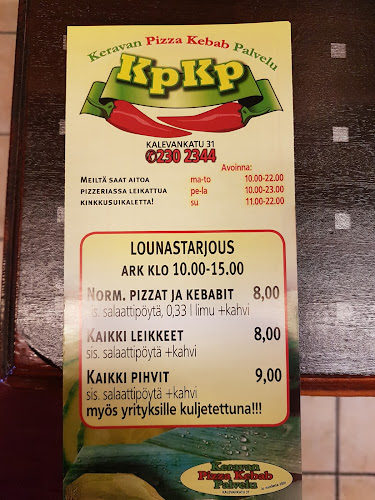 Keravan Pizza Kebab Palvelu
KpKp
KALEVANKATU 31
✆230 2344
Avoinna:
MEILTÄ SAAT AITOA ma-to 10.00-22.00
PIZZERIASSA LEIKATTUA pe-la 10.00-23.00
KINKKUSUIKALETTA! su 11.00-22.00
LOUNASTARJOUS
ARK KLO 10.00-15.00
NORM. PIZZAT JA KEBABIT 8,00
sis. salaattipöytä, 0,33 l limu +kahvi
KAIKKI LEIKKEET 8,00
sis. salaattipöytä +kahvi
KAIKKI PIHVIT 9,00
sis. salaattipöytä +kahvi
myös yrityksille kuljetettuna!!!
Keravan
Pizza Kebab
Palvelu
KALEVANKATU 31